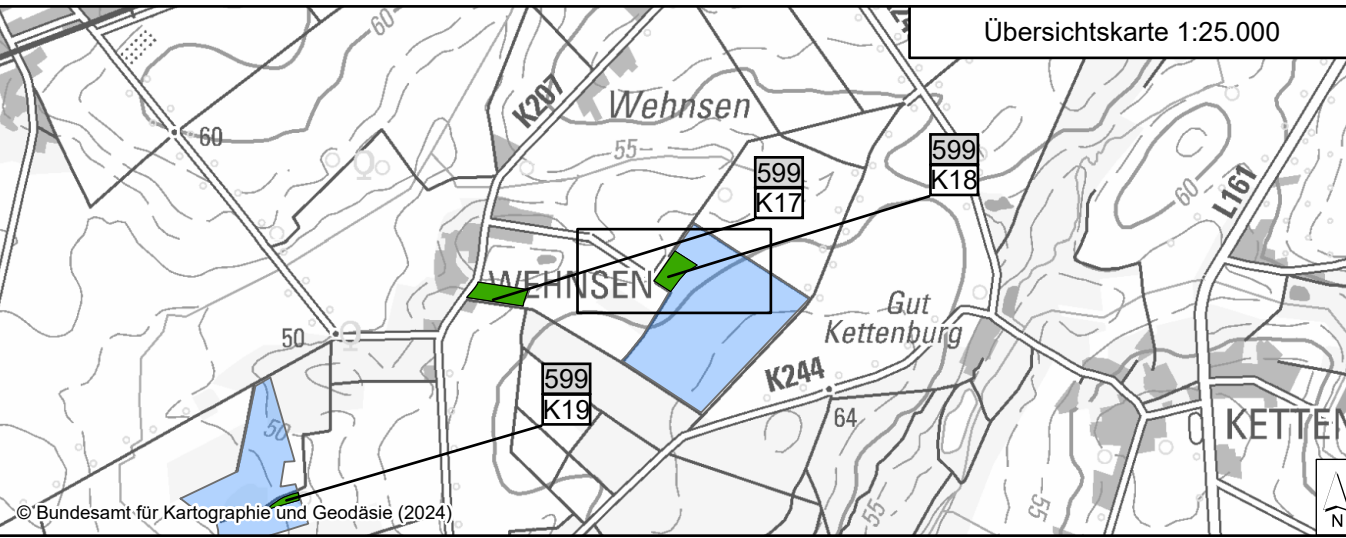 Übersichtskarte 1:25.000
60
K207
Wehnsen
60
55
599
K17
599
K18
60
L161
WEHNSEN
Gut
Kettenburg
50
K244
599
K19
64
KETTEN
50
55
55
© Bundesamt für Kartographie und Geodäsie (2024)
N